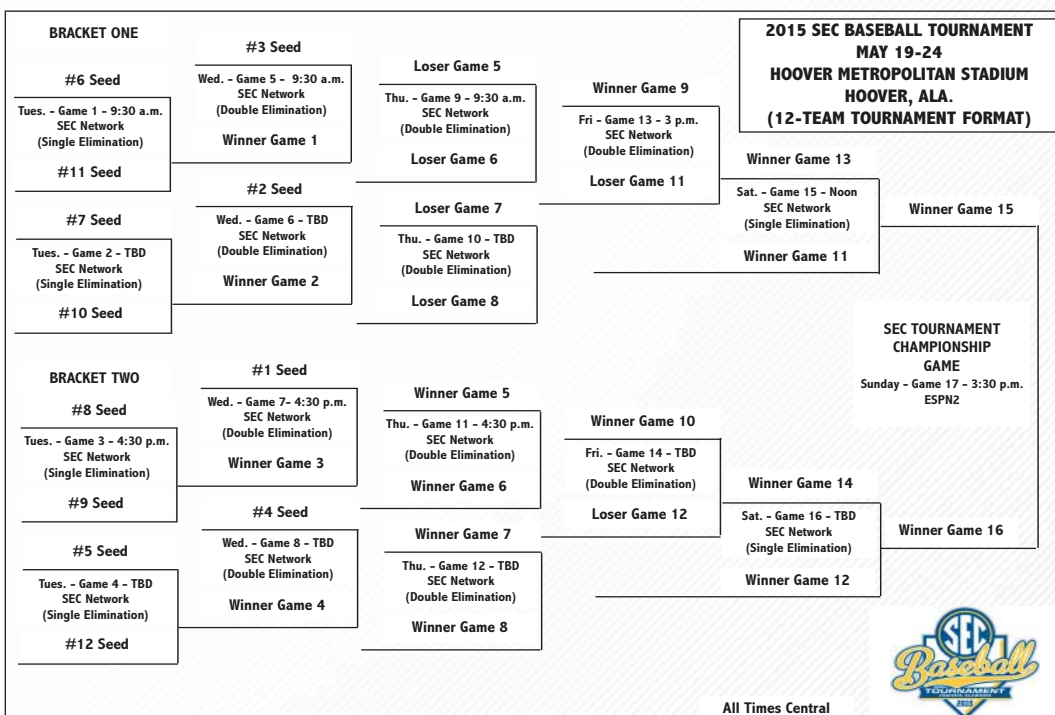 2015 SEC BASEBALL TOURNAMENT
MAY 19-24
HOOVER METROPOLITAN STADIUM
HOOVER, ALA.
(12-TEAM TOURNAMENT FORMAT)
BRACKET ONE
#6 Seed
Tues. - Game 1 - 9:30 a.m.
SEC Network
(Single Elimination)
#11 Seed
#7 Seed
Tues. - Game 2 - TBD
SEC Network
(Single Elimination)
#10 Seed
BRACKET TWO
#8 Seed
Tues. - Game 3 - 4:30 p.m.
SEC Network
(Single Elimination)
#9 Seed
#5 Seed
Tues. - Game 4 - TBD
SEC Network
(Single Elimination)
#12 Seed
#3 Seed
Wed. - Game 5 - 9:30 a.m.
SEC Network
(Double Elimination)
Winner Game 1
#2 Seed
Wed. - Game 6 - TBD
SEC Network
(Double Elimination)
Winner Game 2
#1 Seed
Wed. - Game 7- 4:30 p.m.
SEC Network
(Double Elimination)
Winner Game 3
#4 Seed
Wed. - Game 8 - TBD
SEC Network
(Double Elimination)
Winner Game 4
Loser Game 5
Thu. - Game 9 - 9:30 a.m.
SEC Network
(Double Elimination)
Loser Game 6
Loser Game 7
Thu. - Game 10 - TBD
SEC Network
(Double Elimination)
Loser Game 8
Winner Game 5
Thu. - Game 11 - 4:30 p.m.
SEC Network
(Double Elimination)
Winner Game 6
Winner Game 7
Thu. - Game 12 - TBD
SEC Network
(Double Elimination)
Winner Game 8
Winner Game 9
Fri - Game 13 - 3 p.m.
SEC Network
(Double Elimination)
Loser Game 11
Winner Game 10
Fri. - Game 14 - TBD
SEC Network
(Double Elimination)
Loser Game 12
Winner Game 13
Sat. - Game 15 - Noon
SEC Network
(Single Elimination)
Winner Game 11
Winner Game 14
Sat. - Game 16 - TBD
SEC Network
(Single Elimination)
Winner Game 12
Winner Game 15
SEC TOURNAMENT
CHAMPIONSHIP
GAME
Sunday - Game 17 - 3:30 p.m.
ESPN2
Winner Game 16
SEC
Baseball
TOURNAMENT
2015
All Times Central